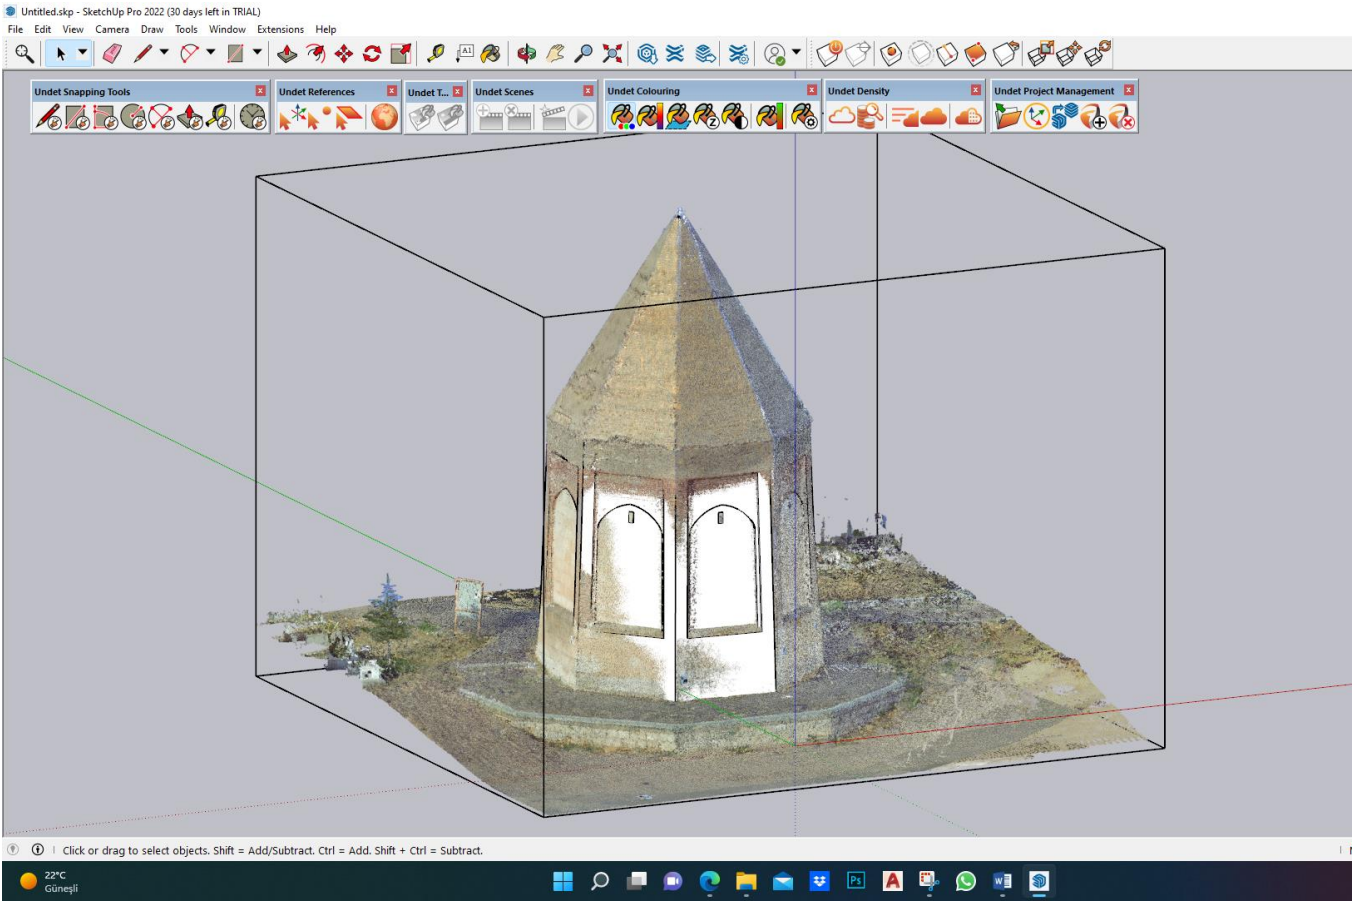 Untitled.skp - SketchUp Pro 2022 (30 days left in TRIAL)
File Edit View Camera Draw Tools Window Extensions Help
A1
Undet Snapping Tools
Undet References
Undet T...
Undet Scenes
Undet Colouring
Undet Density
Undet Project Management
Z
Click or drag to select objects. Shift = Add/Subtract. Ctrl = Add. Shift + Ctrl = Subtract.
22°C
Güneşli
Ps
A
W